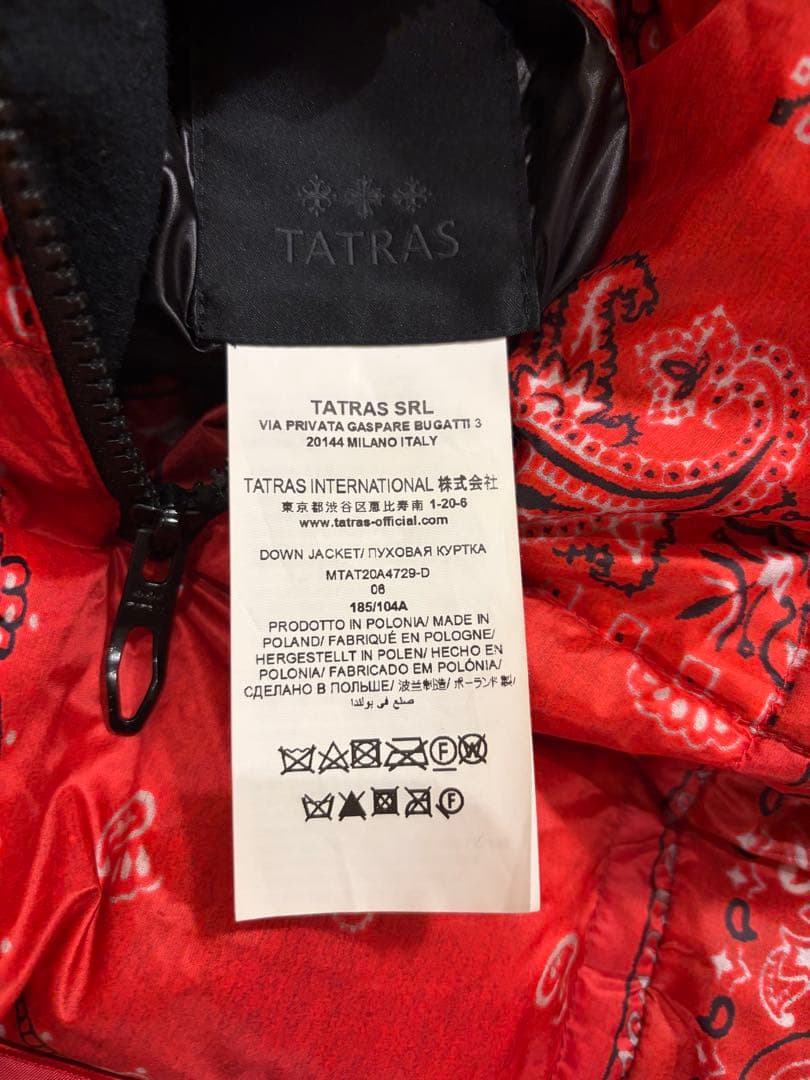 TATRAS
TATRAS SRL
VIA PRIVATA GASPARE BUGATTI 3
20144 MILANO ITALY
TATRAS INTERNATIONAL 株式会社
東京都渋谷区恵比寿南 1-20-6
www.tatras-official.com
DOWN JACKET/ ПУХОВАЯ КУРТКА
MTAT20A4729-D
06
185/104A
PRODOTTO IN POLONIA/ MADE IN
POLAND/ FABRIQUÉ EN POLOGNE/
HERGESTELLT IN POLEN/ HECHO EN
POLONIA/ FABRICADO EM POLÓNIA/
СДЕЛАНО В ПОЛЬШЕ/ 波兰制造/ ポーランド製/
صنع في بولندا
F W
F